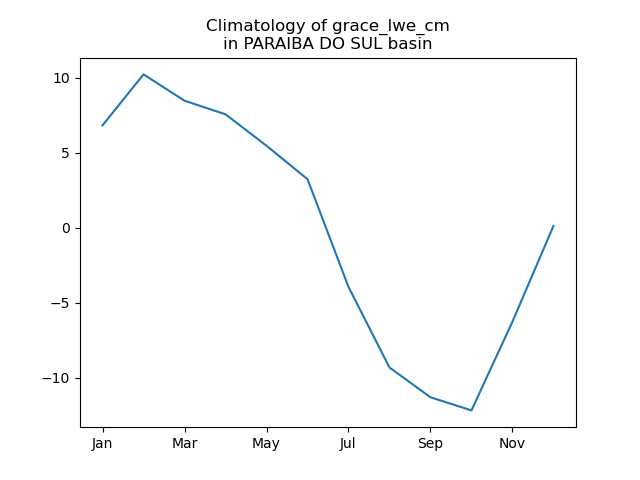 Climatology of grace_lwe_cm
in PARAIBA DO SUL basin
10
5
0
−5
−10
Jan
Mar
May
Jul
Sep
Nov